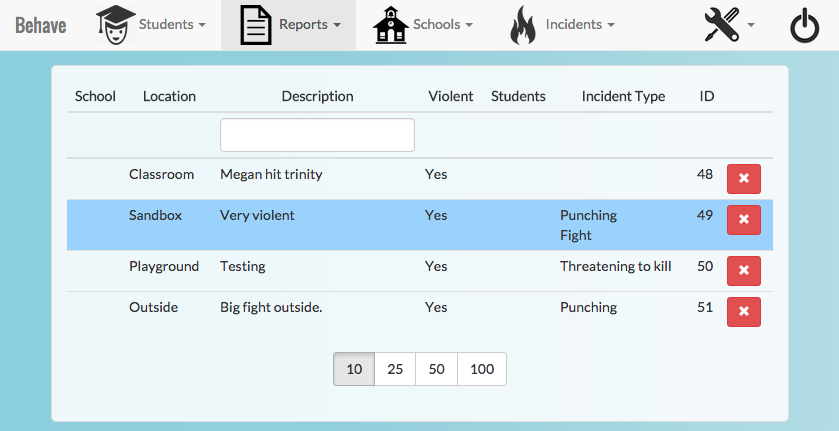 Behave Students Reports Schools Incidents
School Location Description Violent Students Incident Type ID
Classroom Megan hit trinity Yes 48
Sandbox Very violent Yes Punching 49
Fight
Playground Testing Yes Threatening to kill 50
Outside Big fight outside. Yes Punching 51
10 25 50 100